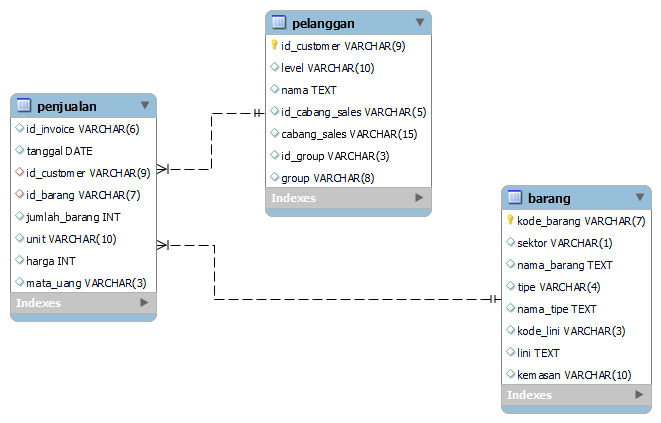 pelanggan
id_customer VARCHAR(9)
level VARCHAR(10)
nama TEXT
id_cabang_sales VARCHAR(5)
cabang_sales VARCHAR(15)
id_group VARCHAR(3)
group VARCHAR(8)
Indexes
penjualan
id_invoice VARCHAR(6)
tanggal DATE
id_customer VARCHAR(9)
id_barang VARCHAR(7)
jumlah_barang INT
unit VARCHAR(10)
harga INT
mata_uang VARCHAR(3)
Indexes
barang
kode_barang VARCHAR(7)
sektor VARCHAR(1)
nama_barang TEXT
tipe VARCHAR(4)
nama_tipe TEXT
kode_lini VARCHAR(3)
lini TEXT
kemasan VARCHAR(10)
Indexes